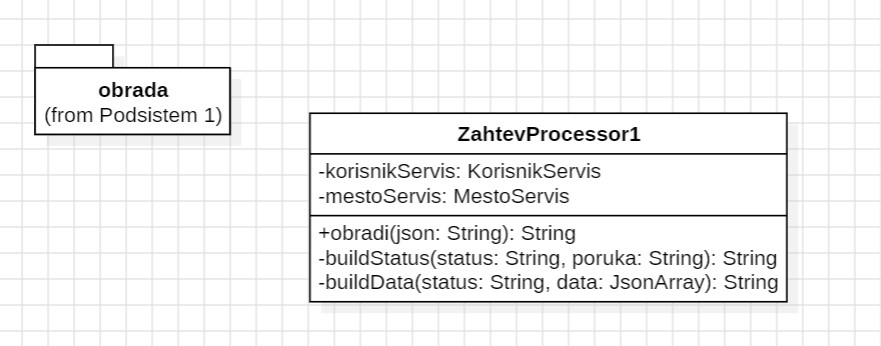 obrada
(from Podsistem 1)
ZahtevProcessor1
-korisnikServis: KorisnikServis
-mestoServis: MestoServis
+obradi(json: String): String
-buildStatus(status: String, poruka: String): String
-buildData(status: String, data: JsonArray): String